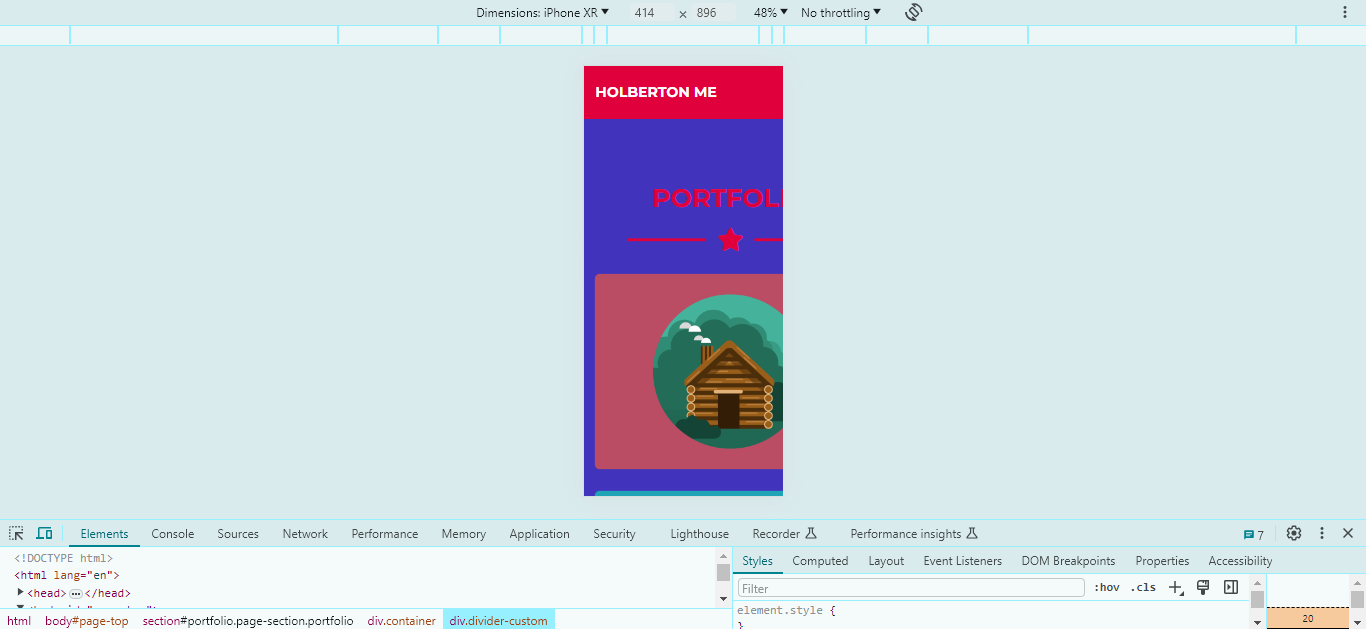 Dimensions: iPhone XR 414 × 896 48% No throttling
HOLBERTON ME
PORTFOLI
Elements Console Sources Network Performance Memory Application Security Lighthouse Recorder Performance insights 7
<!DOCTYPE html>
<html lang="en">
<head> … </head>
html body#page-top section#portfolio.page-section.portfolio div.container div.divider-custom
Styles Computed Layout Event Listeners DOM Breakpoints Properties Accessibility
Filter :hov .cls
element.style {
}
20